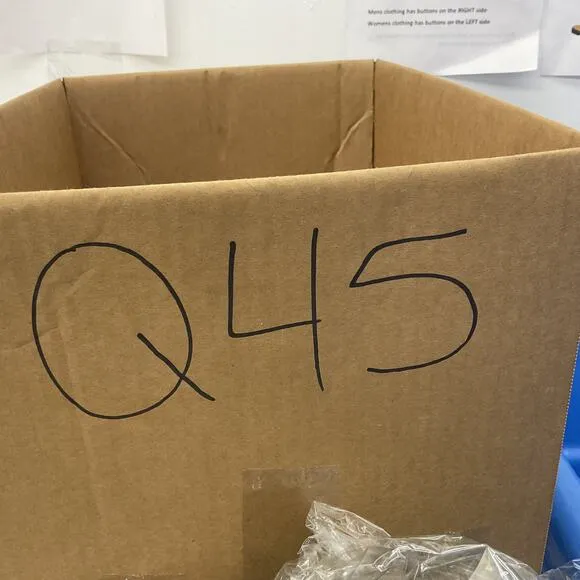 Mens clothing has buttons on the RIGHT side
Womens clothing has buttons on the LEFT side
Q45